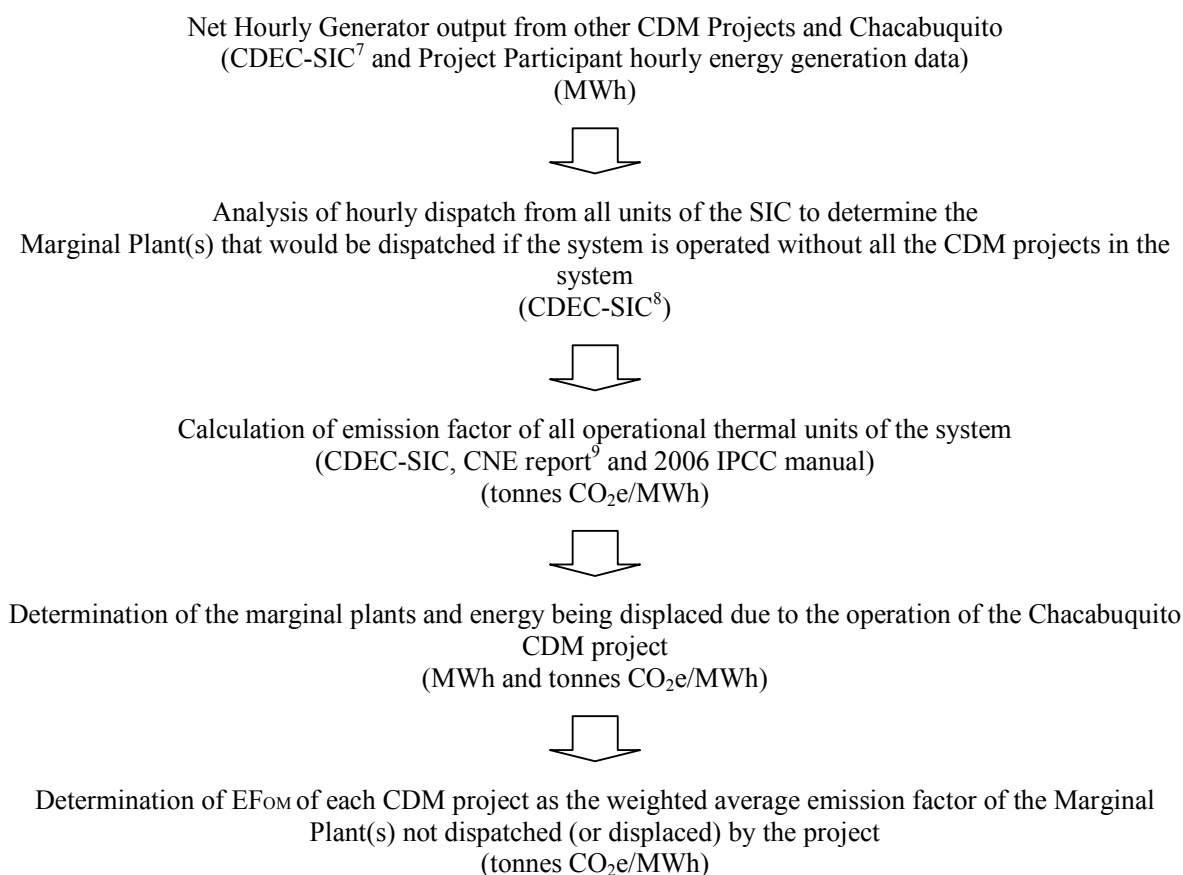 Net Hourly Generator output from other CDM Projects and Chacabuquito
(CDEC-SIC⁷ and Project Participant hourly energy generation data)
(MWh)
Analysis of hourly dispatch from all units of the SIC to determine the
Marginal Plant(s) that would be dispatched if the system is operated without all the CDM projects in the
system
(CDEC-SIC⁸)
Calculation of emission factor of all operational thermal units of the system
(CDEC-SIC, CNE report⁹ and 2006 IPCC manual)
(tonnes CO₂e/MWh)
Determination of the marginal plants and energy being displaced due to the operation of the Chacabuquito
CDM project
(MWh and tonnes CO₂e/MWh)
Determination of EFOM of each CDM project as the weighted average emission factor of the Marginal
Plant(s) not dispatched (or displaced) by the project
(tonnes CO₂e/MWh)